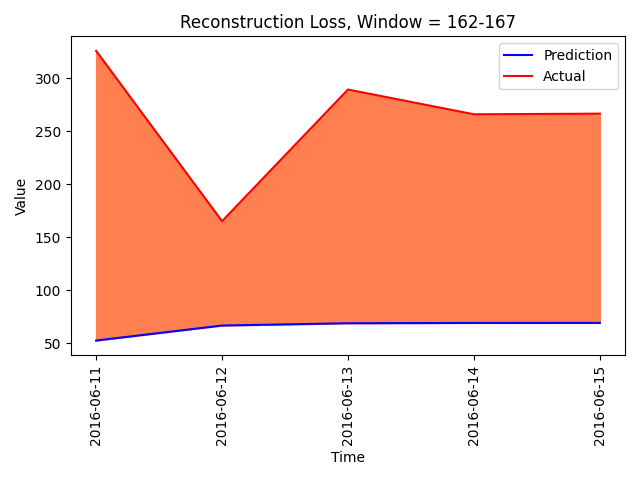 Reconstruction Loss, Window = 162-167
Prediction
Actual
Value
300
250
200
150
100
50
2016-06-11
2016-06-12
2016-06-13
2016-06-14
2016-06-15
Time